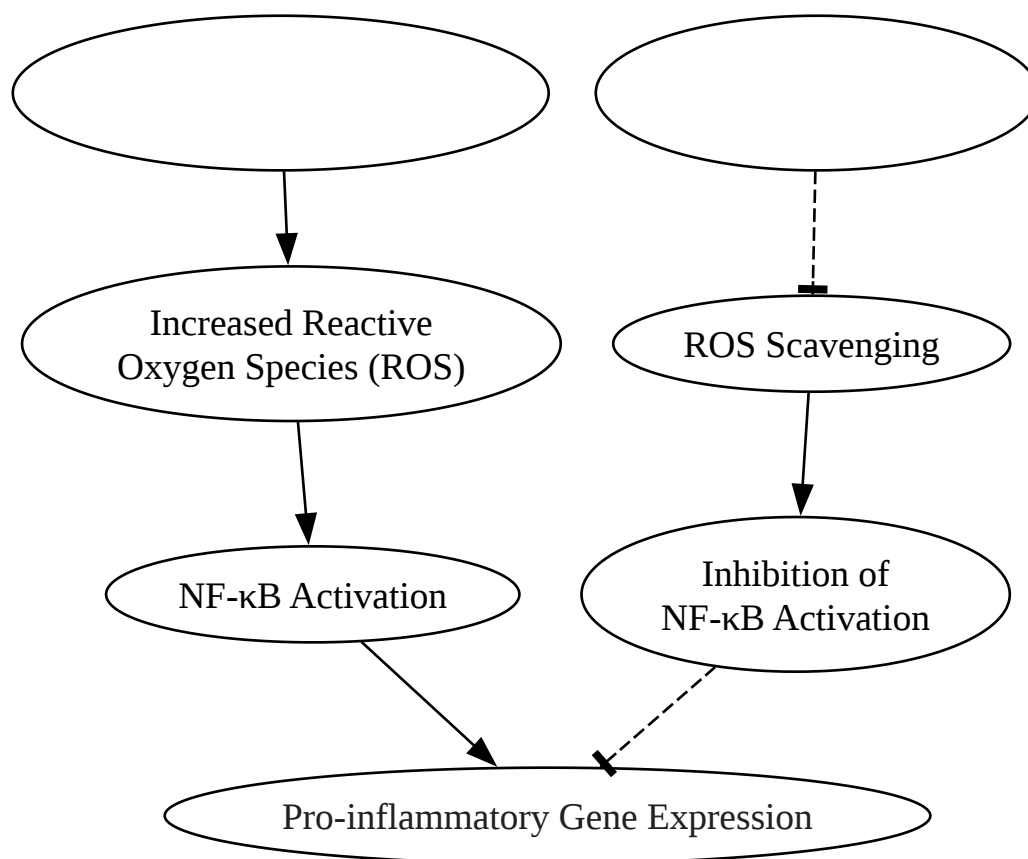 Increased Reactive
Oxygen Species (ROS)
ROS Scavenging
NF-κB Activation
Inhibition of
NF-κB Activation
Pro-inflammatory Gene Expression